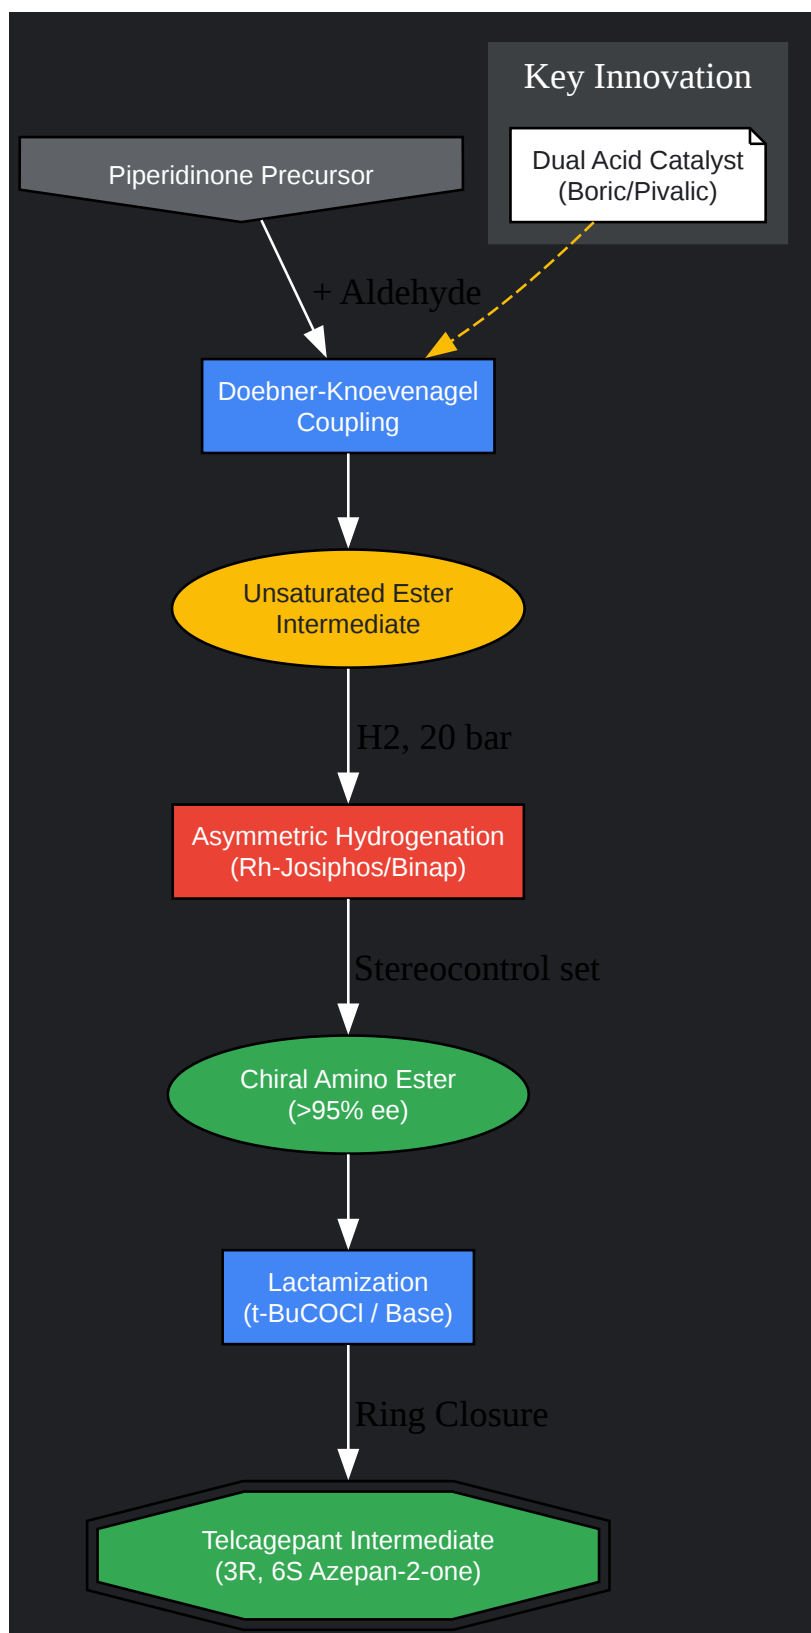 Key Innovation
Dual Acid Catalyst
(Boric/Pivalic)
Piperidinone Precursor
+ Aldehyde
Doebner-Knoevenagel
Coupling
Unsaturated Ester
Intermediate
H2, 20 bar
Asymmetric Hydrogenation
(Rh-Josiphos/Binap)
Stereocontrol set
Chiral Amino Ester
(>95% ee)
Lactamization
(t-BuCOCl / Base)
Ring Closure
Telcagepant Intermediate
(3R, 6S Azepan-2-one)